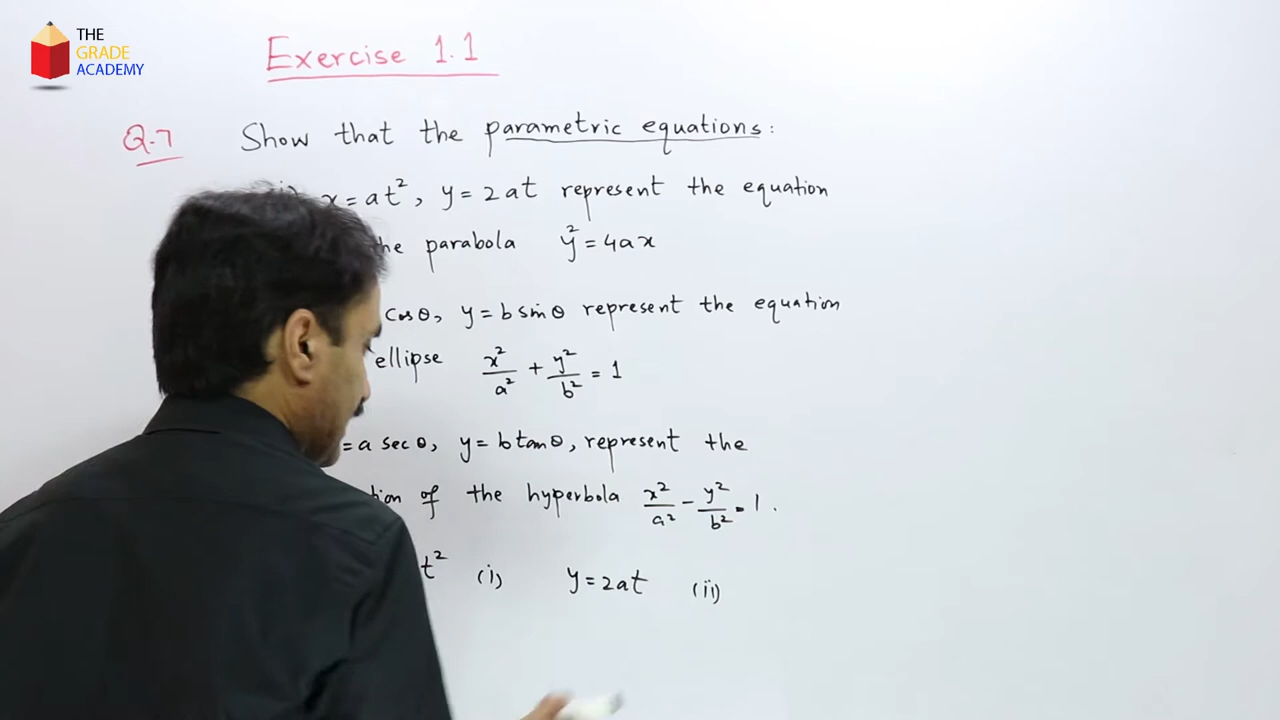 THE
GRADE
ACADEMY
Exercise 1.1
Q.7 Show that the parametric equations:
x = at², y = 2at represent the equation
the parabola y² = 4ax
cosθ, y = b sinθ represent the equation
ellipse x²/a² + y²/b² = 1
= a secθ, y = b tanθ, represent the
of the hyperbola x²/a² - y²/b² = 1.
t² (i) y = 2at (ii)